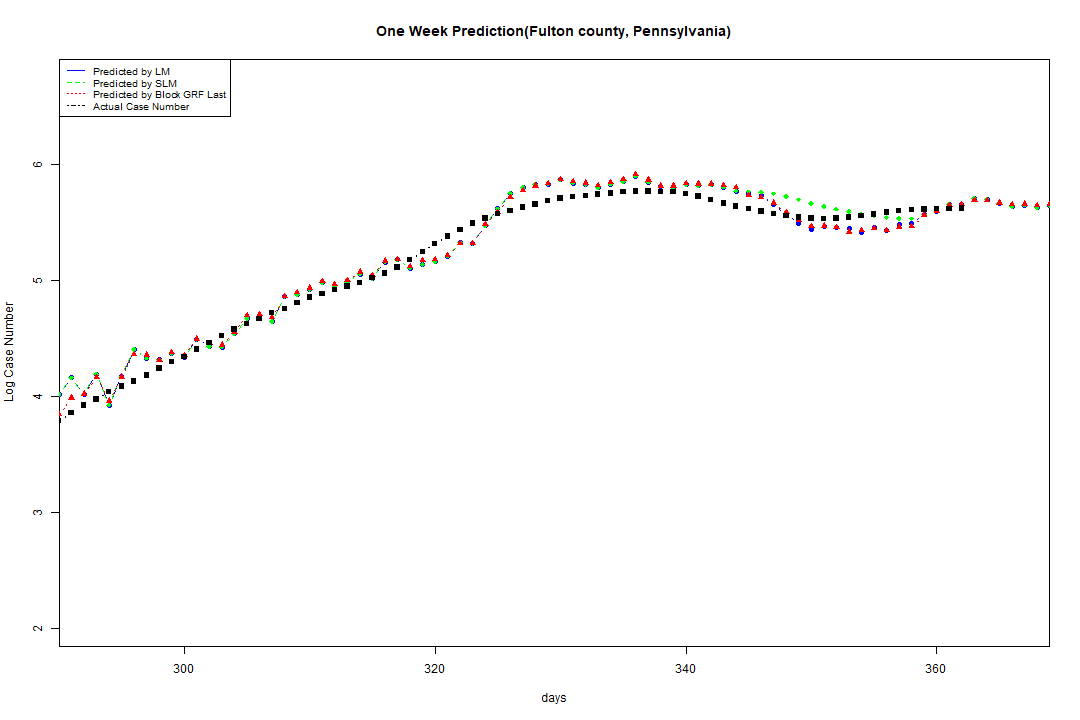 One Week Prediction(Fulton county, Pennsylvania)
Predicted by LM
Predicted by SLM
Predicted by Block GRF Last
Actual Case Number
6
5
4
3
2
Log Case Number
300 320 340 360
days